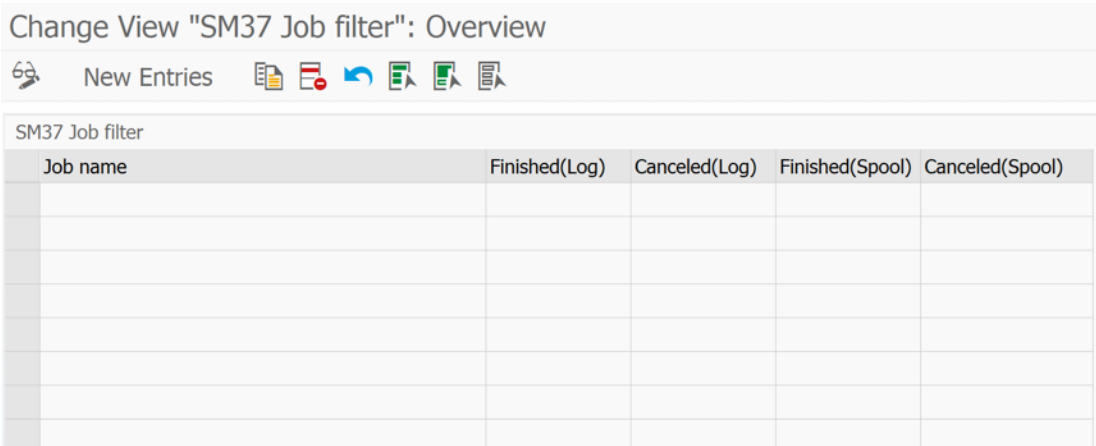 Change View "SM37 Job filter": Overview
New Entries
SM37 Job filter
Job name Finished(Log) Canceled(Log) Finished(Spool) Canceled(Spool)